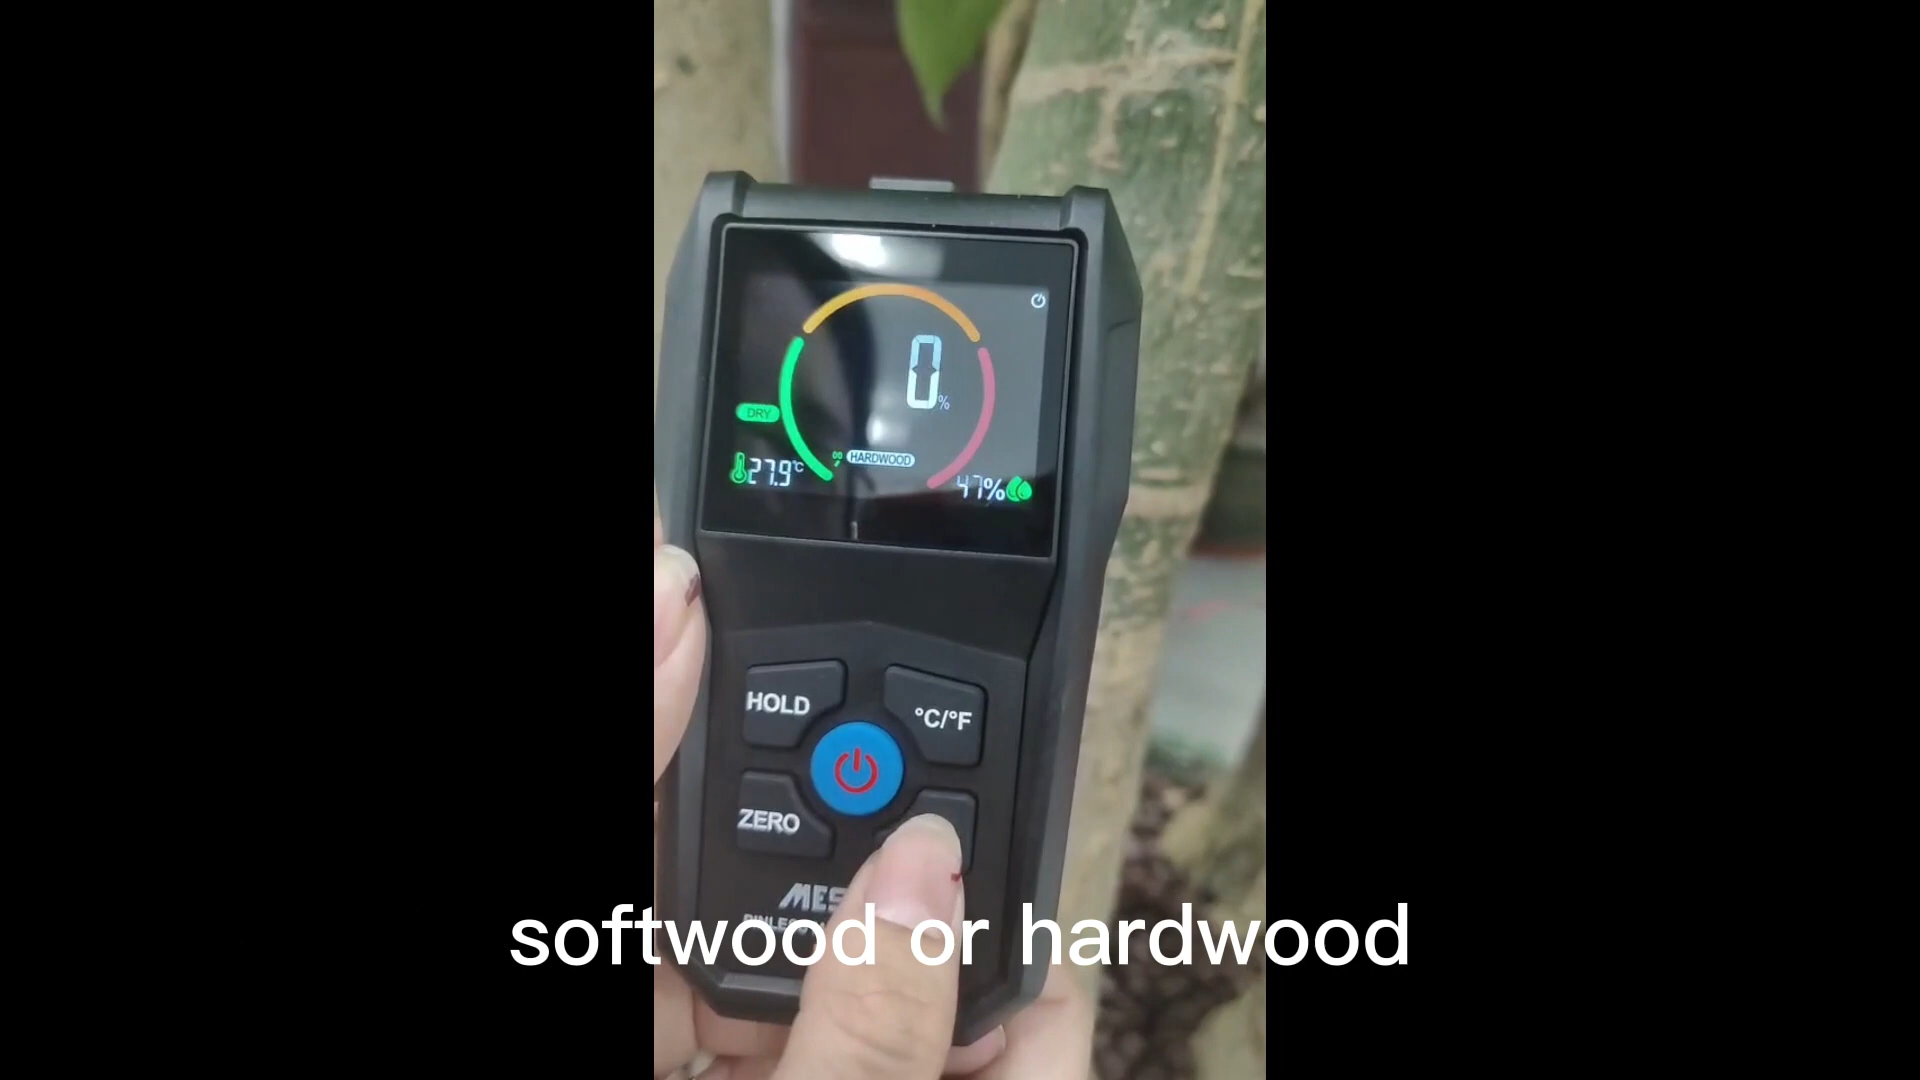 0%
DRY
HARDWOOD
27.9°C
47%
HOLD
°C/°F
ZERO
softwood or hardwood